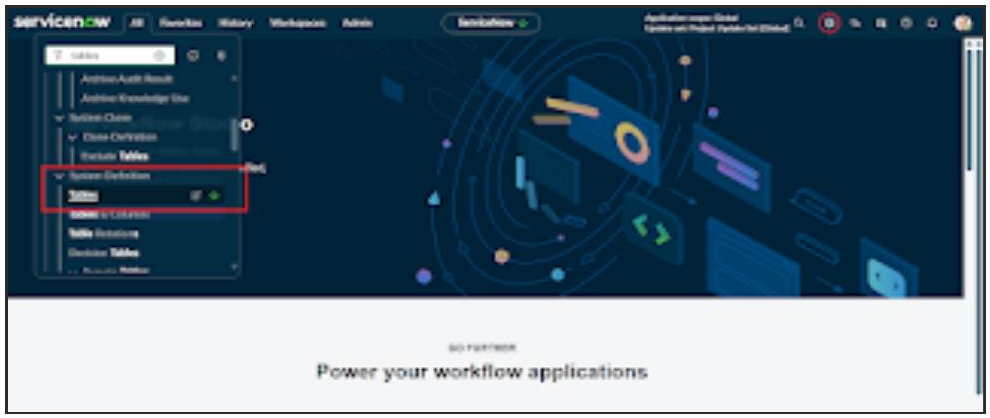 servicenow All Favorites History Workspaces Admin ServiceNow
Application scope: Global
Update set: Project Update Set [Global]
tables
Archive Audit Result
Archive Knowledge Use
System Clone
Clone Definition
Exclude Tables
System Definition
Tables
Tables & Columns
Table Rotations
Decision Tables
Remote Tables
GO FURTHER
Power your workflow applications